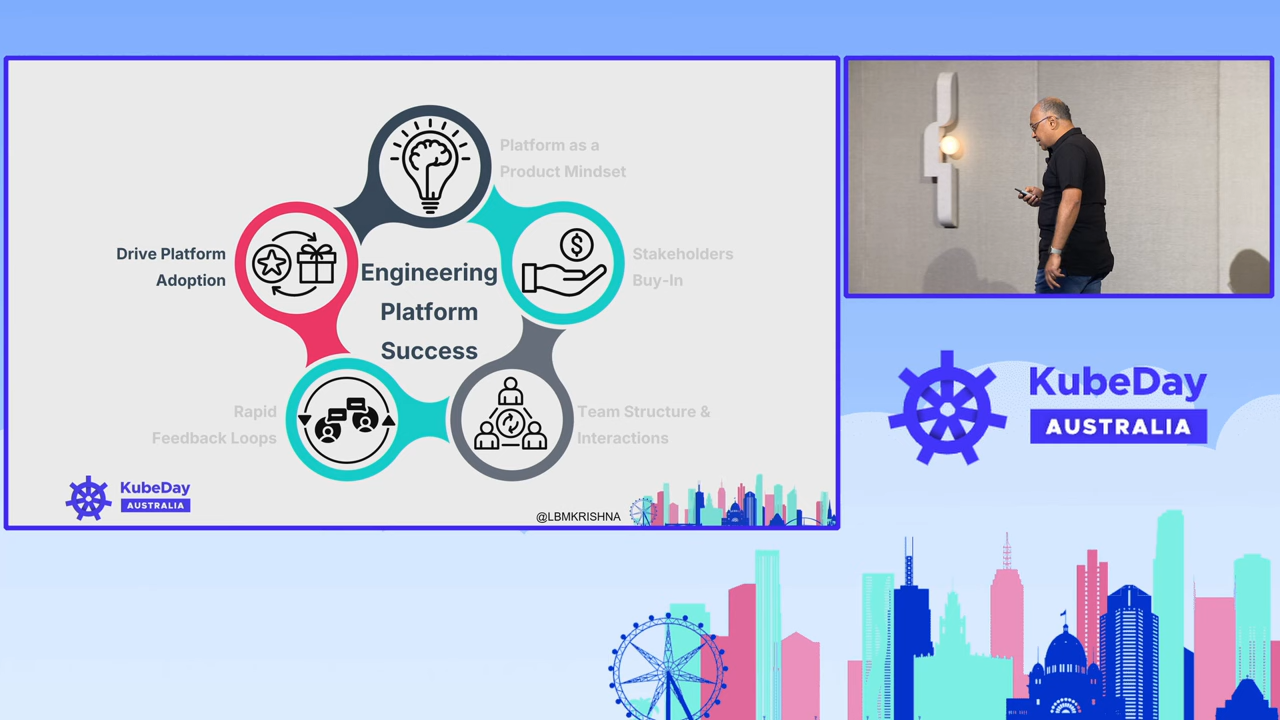 Platform as a
Product Mindset
Drive Platform
Adoption
Stakeholders
Buy-In
Engineering
Platform
Success
Rapid
Feedback Loops
Team Structure &
Interactions
KubeDay
AUSTRALIA
@LBMKRISHNA
KubeDay
AUSTRALIA